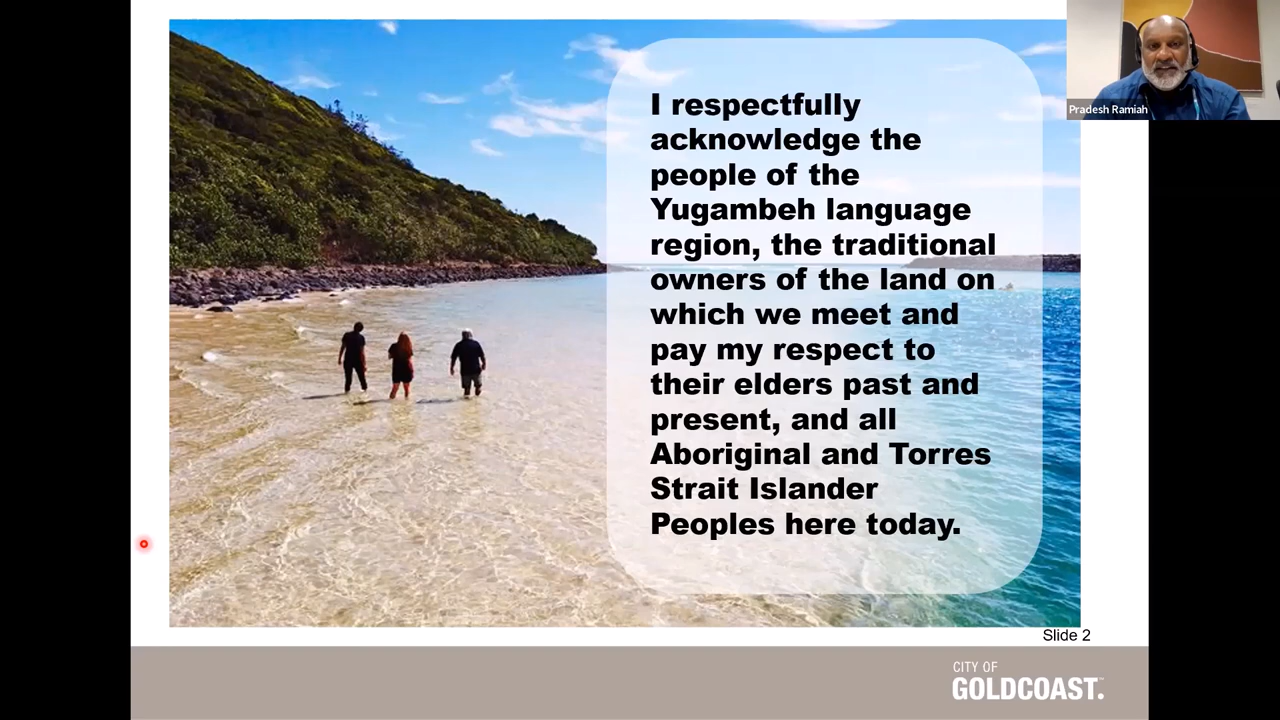 I respectfully
acknowledge the
people of the
Yugambeh language
region, the traditional
owners of the land on
which we meet and
pay my respect to
their elders past and
present, and all
Aboriginal and Torres
Strait Islander
Peoples here today.
Pradesh Ramiah
Slide 2
CITY OF
GOLDCOAST.